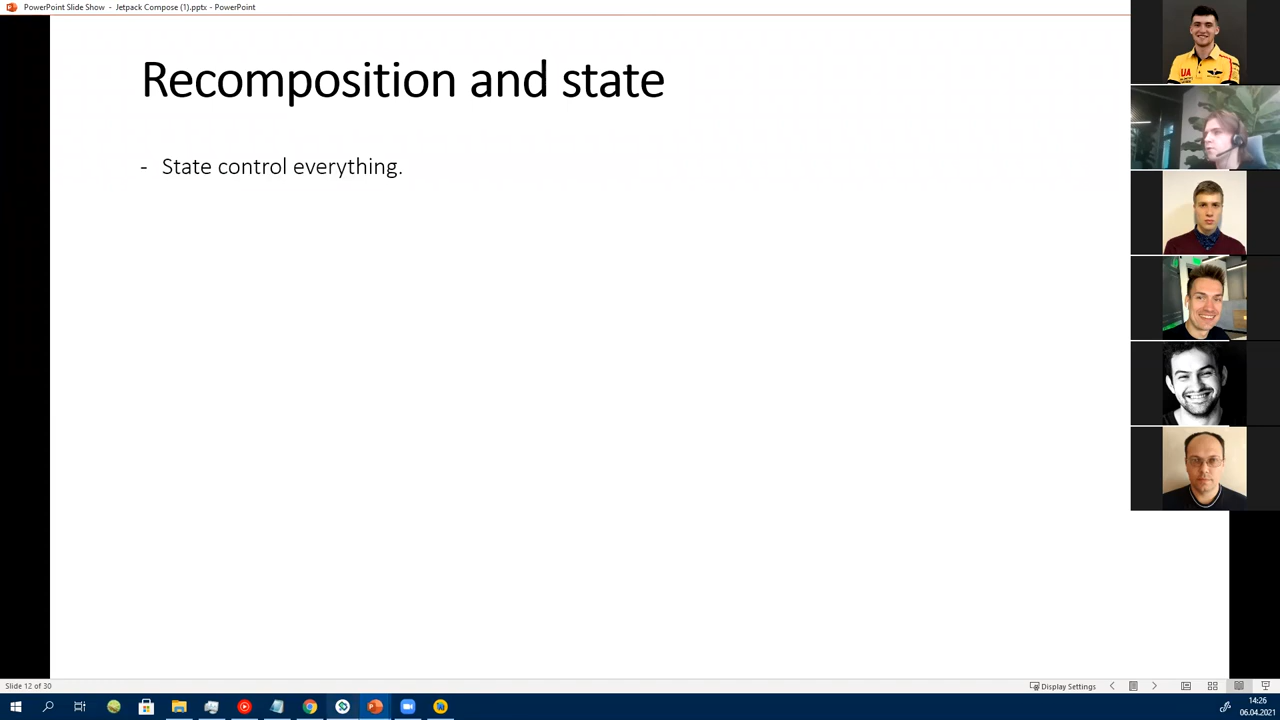 PowerPoint Slide Show - Jetpack Compose (1).pptx - PowerPoint
Recomposition and state
- State control everything.
UA
Slide 12 of 30
Display Settings
14:26
06.04.2021